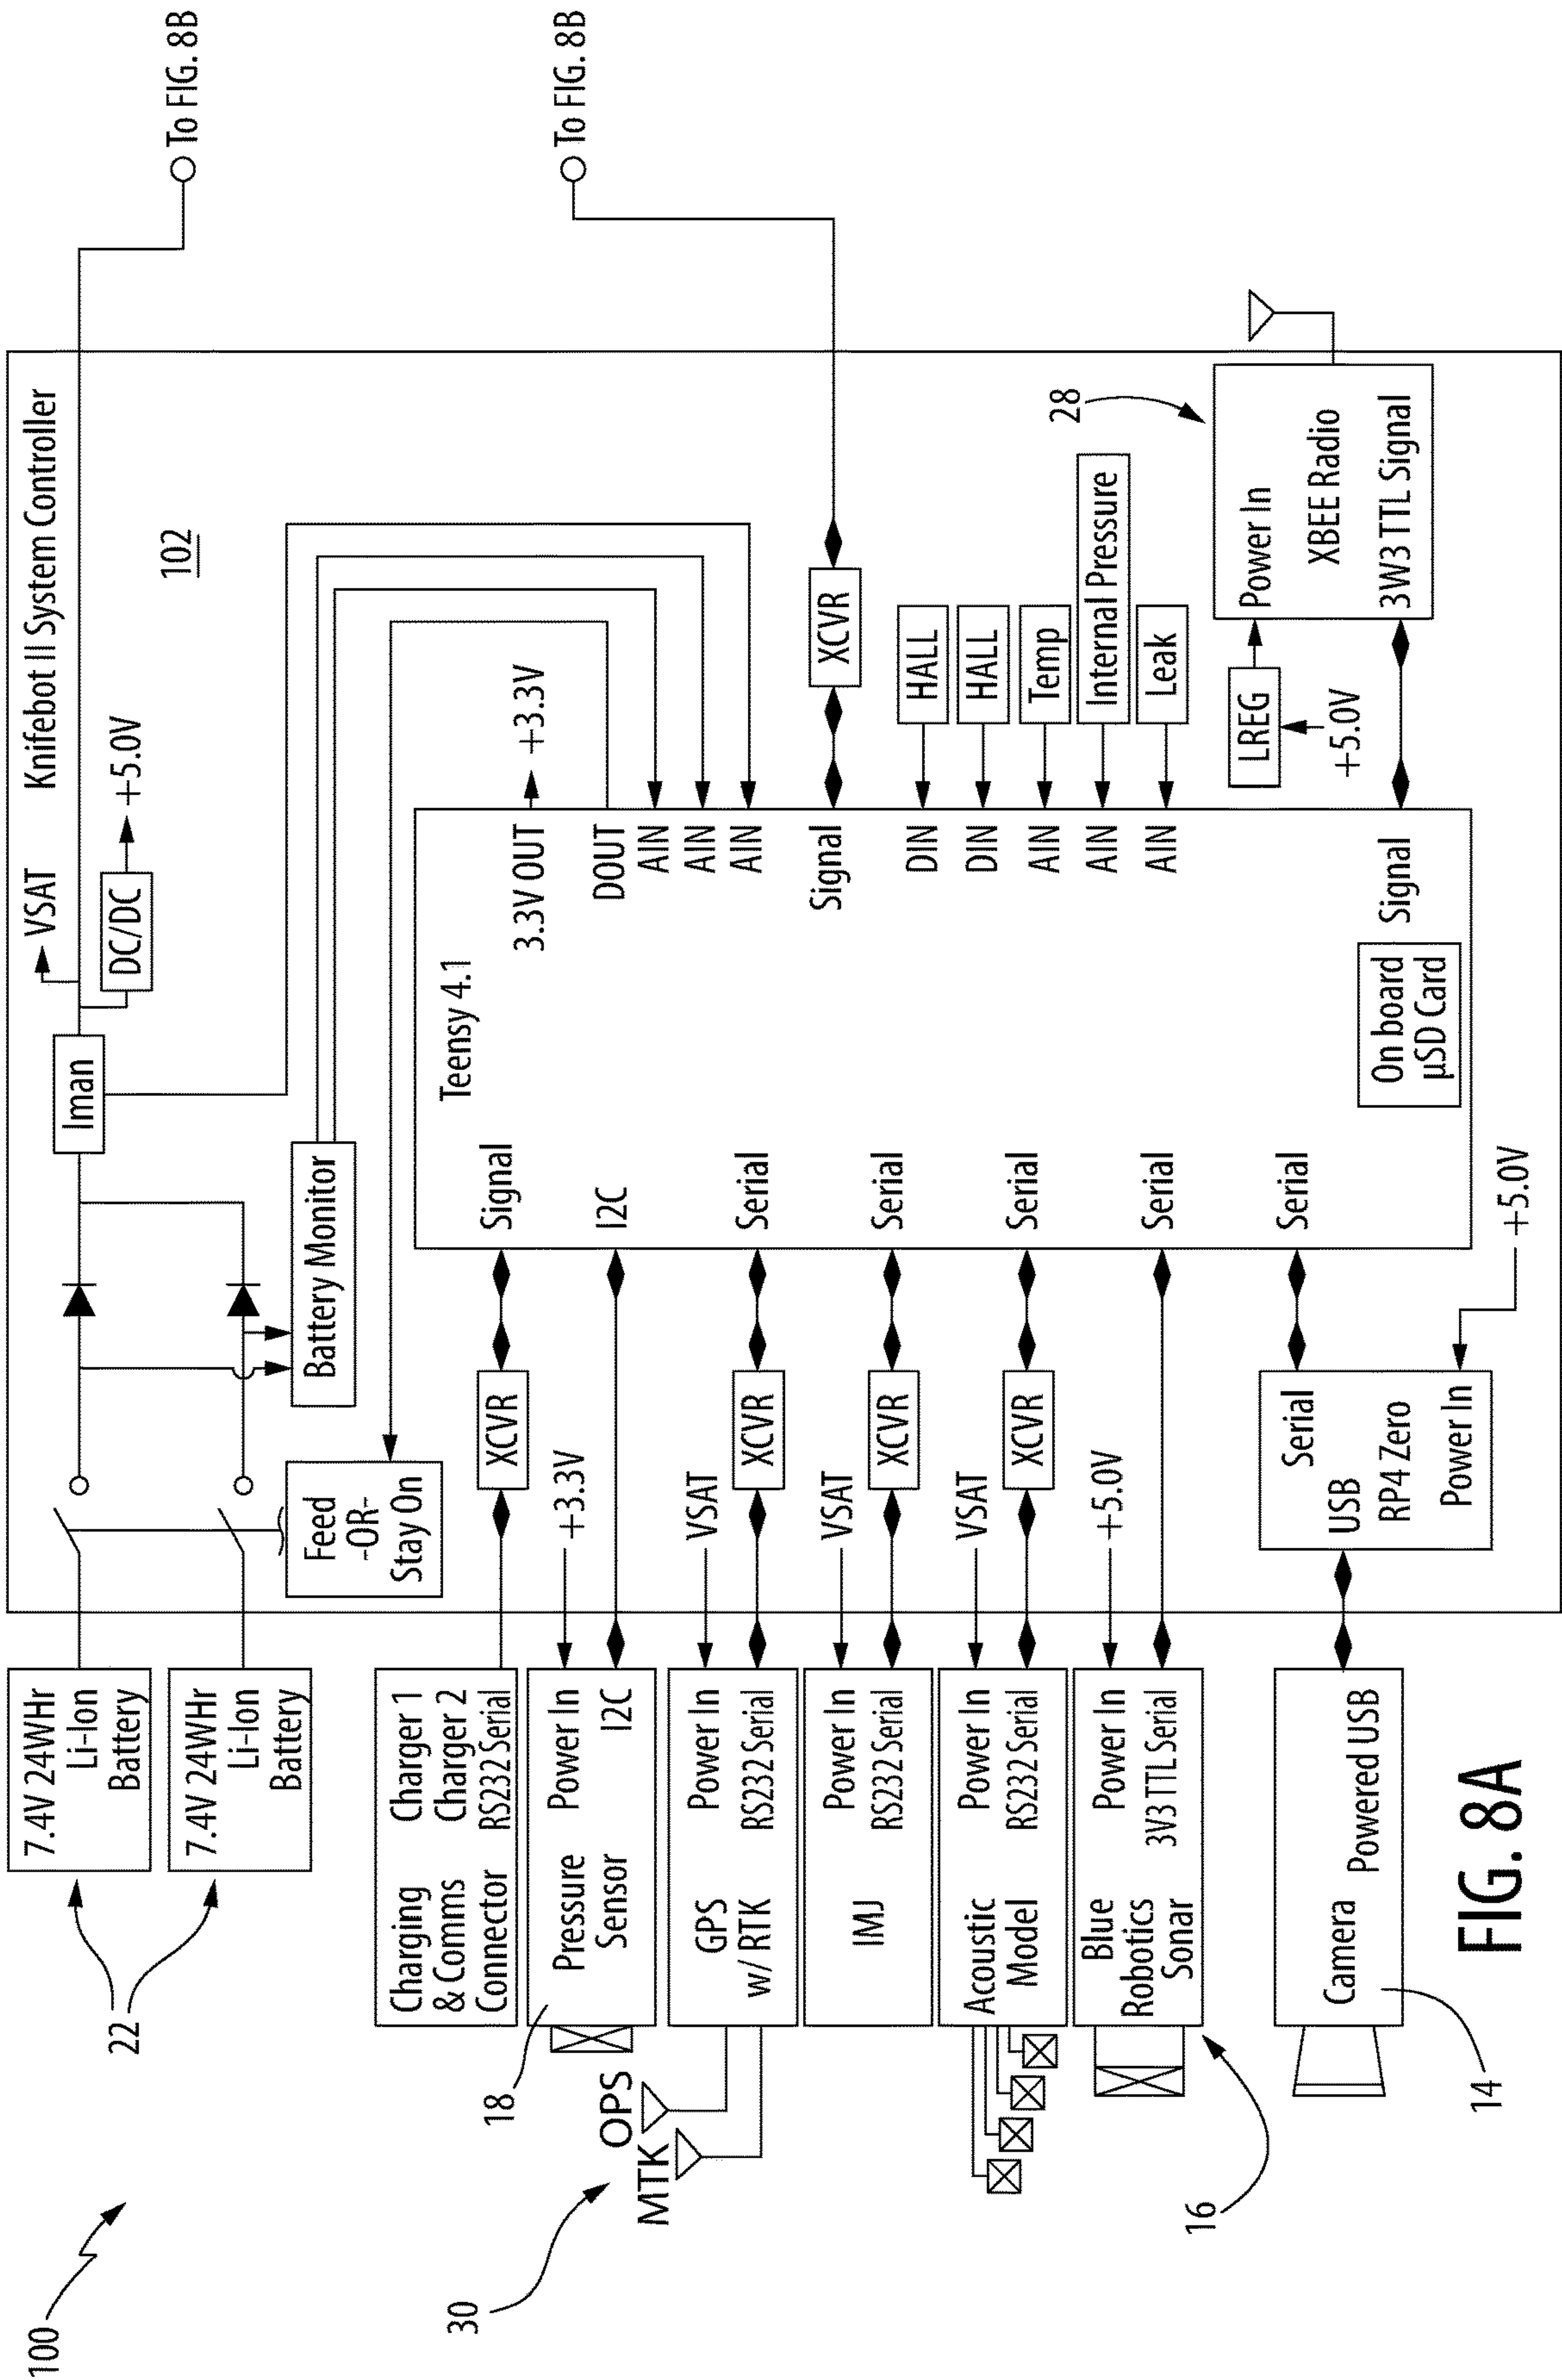 100
22
7.4V 24WHr
Li-Ion
Battery
7.4V 24WHr
Li-Ion
Battery
Knifebot II System Controller
102
VSAT
Iman
DC/DC
+5.0V
To FIG. 8B
Battery Monitor
Feed
-OR-
Stay On
To FIG. 8B
Charging
& Comms
Connector
Charger 1
Charger 2
RS232 Serial
XCVR
18
Pressure
Sensor
Power In
I2C
+3.3V
30
OPS
MTK
GPS
w/ RTK
Power In
RS232 Serial
VSAT
XCVR
IMJ
Power In
RS232 Serial
VSAT
XCVR
Acoustic
Model
Power In
RS232 Serial
VSAT
XCVR
16
Blue
Robotics
Sonar
Power In
3V3 TTL Serial
+5.0V
14
Camera
Powered USB
Serial
USB
RP4 Zero
Power In
+5.0V
Teensy 4.1
Signal
I2C
Serial
Serial
Serial
Serial
Serial
On board
µSD Card
3.3V OUT
+3.3V
DOUT
AIN
AIN
AIN
Signal
XCVR
DIN
HALL
DIN
HALL
AIN
Temp
AIN
Internal Pressure
AIN
Leak
Signal
LREG
+5.0V
28
Power In
XBEE Radio
3W3 TTL Signal
FIG. 8A